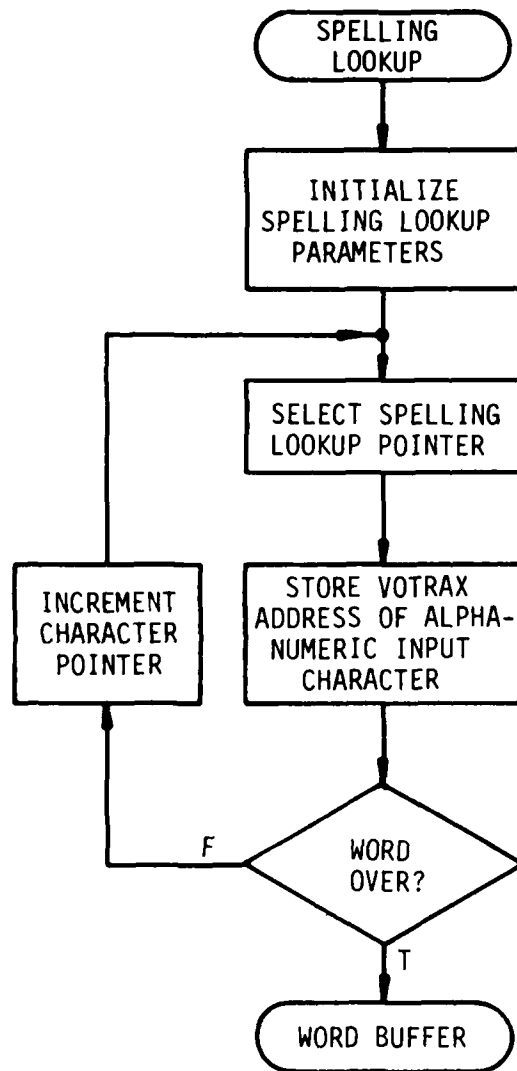 SPELLING
LOOKUP
INITIALIZE
SPELLING LOOKUP
PARAMETERS
SELECT SPELLING
LOOKUP POINTER
STORE VOTRAX
ADDRESS OF ALPHA-
NUMERIC INPUT
CHARACTER
INCREMENT
CHARACTER
POINTER
F
WORD
OVER?
T
WORD BUFFER